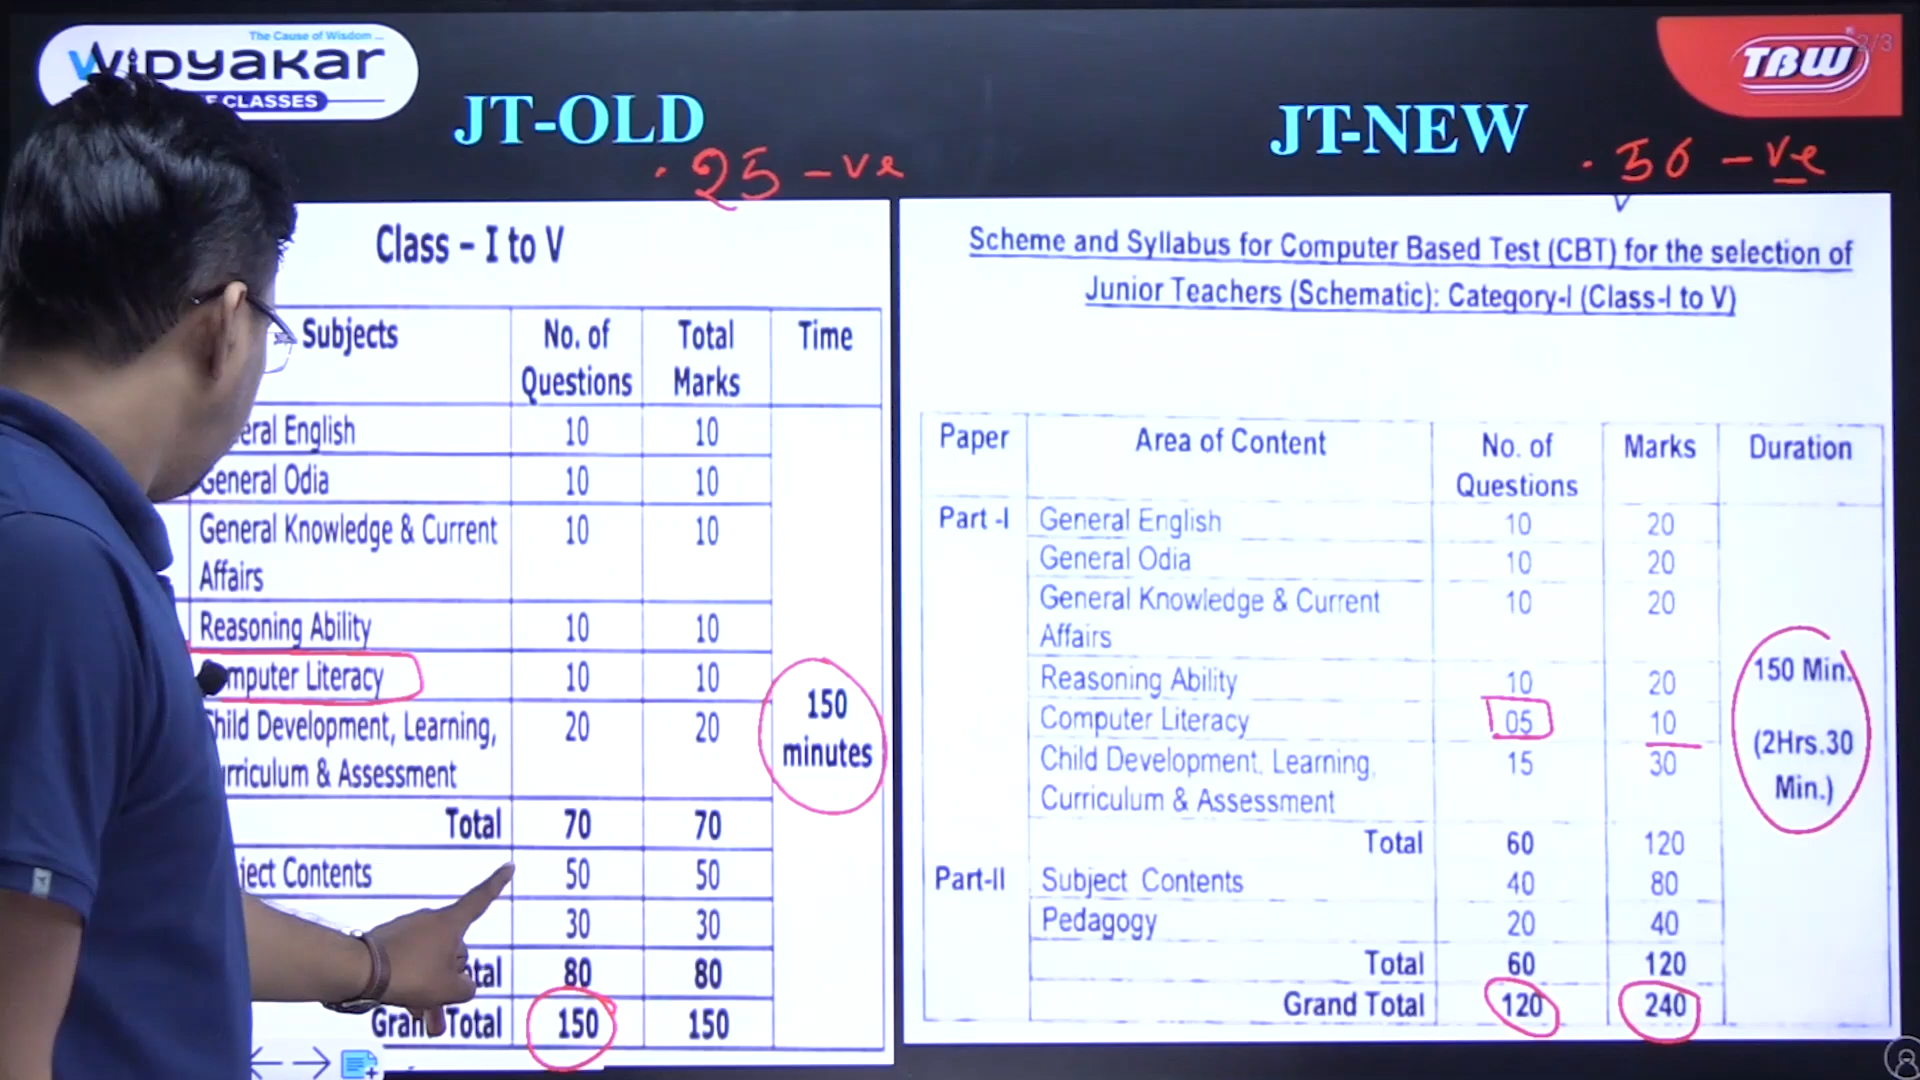 The Cause of Wisdom ...
WiDyakar
CLASSES
TBW
2/3
JT-OLD
JT-NEW
.25 -ve
.50 -ve
Class – I to V
Subjects No. of Questions Total Marks Time
eral English 10 10
General Odia 10 10
General Knowledge & Current Affairs 10 10
Reasoning Ability 10 10
mputer Literacy 10 10
Child Development, Learning, 20 20
rriculum & Assessment
150 minutes
Total 70 70
ject Contents 50 50
30 30
otal 80 80
Grand Total 150 150
Scheme and Syllabus for Computer Based Test (CBT) for the selection of
Junior Teachers (Schematic): Category-I (Class-I to V)
Paper Area of Content No. of Questions Marks Duration
Part -I General English 10 20
General Odia 10 20
General Knowledge & Current Affairs 10 20
Reasoning Ability 10 20
Computer Literacy 05 10
Child Development, Learning, 15 30
Curriculum & Assessment
150 Min.
(2Hrs.30
Min.)
Total 60 120
Part-II Subject Contents 40 80
Pedagogy 20 40
Total 60 120
Grand Total 120 240